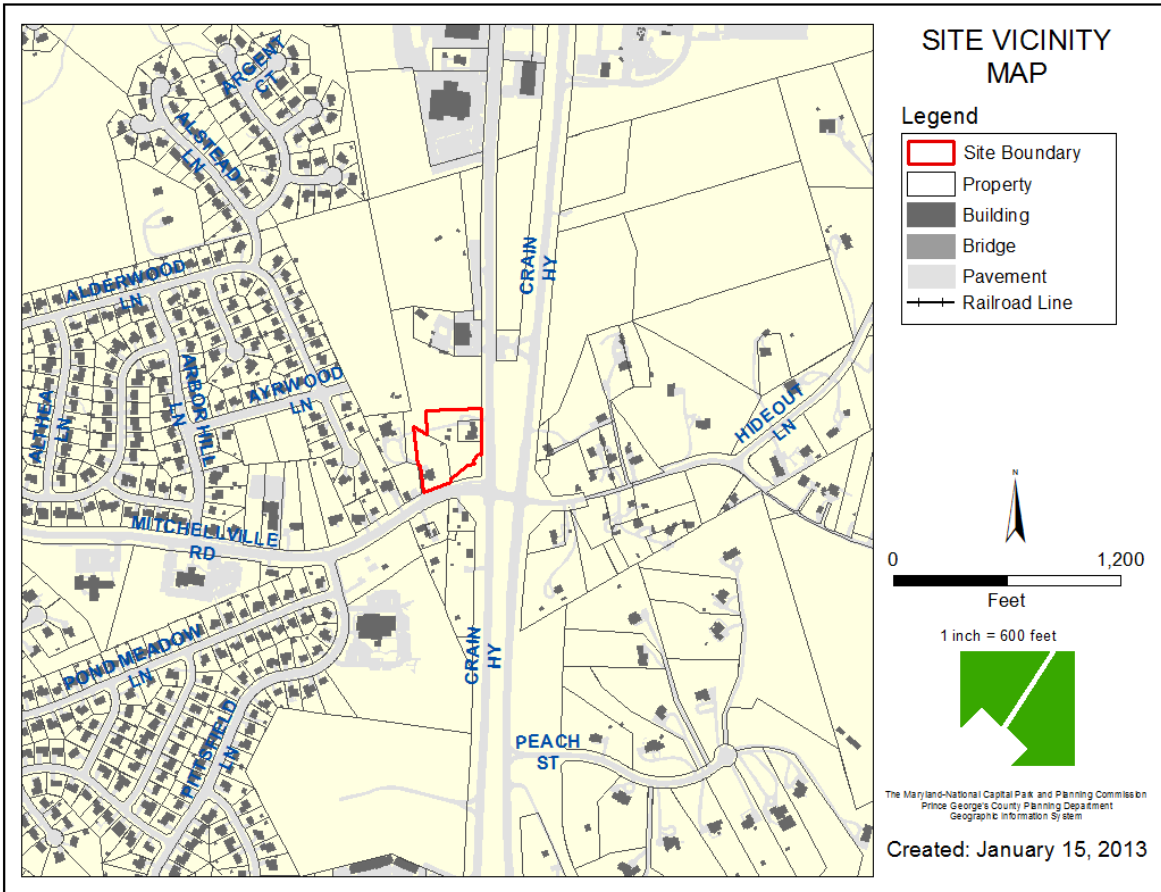 SITE VICINITY
MAP
Legend
Site Boundary
Property
Building
Bridge
Pavement
Railroad Line
ARGENT
CT
ALSTEAD
LN
CRAIN
HY
ALDERWOOD
LN
ARBOR HILL
LN
AYRWOOD
LN
ALTHEA
LN
HIDEOUT
LN
MITCHELLVILLE
RD
POND MEADOW
LN
CRAIN
HY
PITTSFIELD
LN
PEACH
ST
N
0 1,200
Feet
1 inch = 600 feet
The Maryland-National Capital Park and Planning Commission
Prince George's County Planning Department
Geographic Information System
Created: January 15, 2013